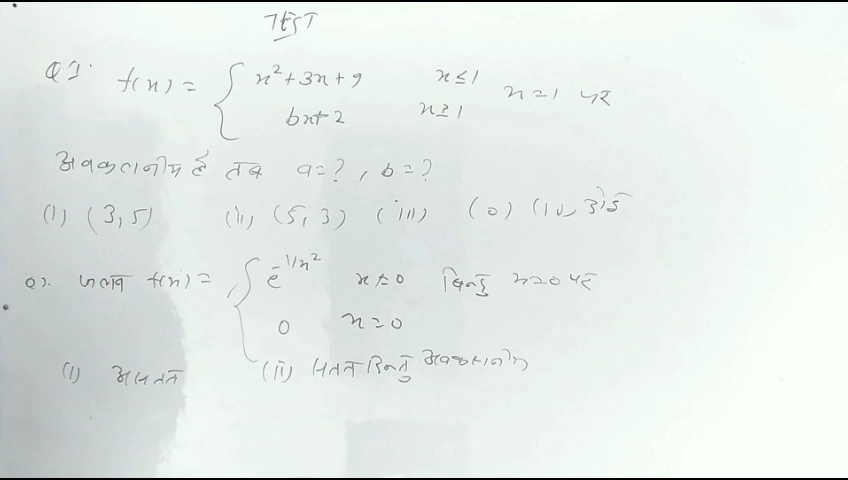 TEST
Q1. f(x) = { x²+3x+9 x≤1
bx+2 x≥1 x=1 पर
अवकलनीय है तब a=?, b=?
(i) (3,5) (ii) (5,3) (iii) (0) (iv)
Q2. फलन f(x) = { e^-1/x² x≠0 बिन्दु x=0 पर
0 x=0
(i) असतत (ii) सतत किन्तु अवकलनीय